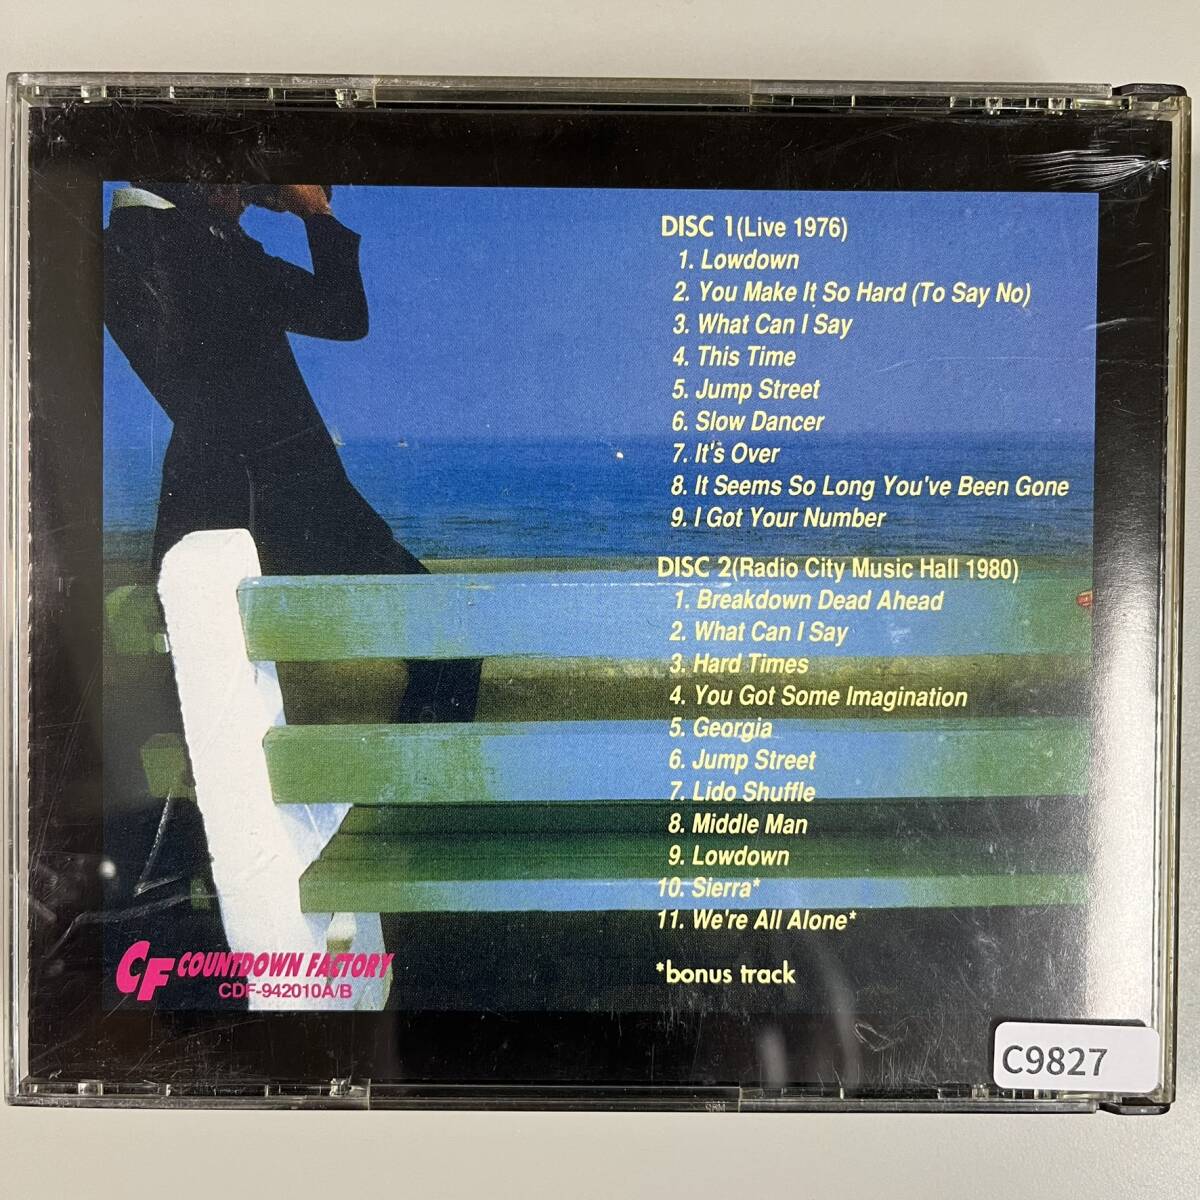 DISC 1(Live 1976)
1. Lowdown
2. You Make It So Hard (To Say No)
3. What Can I Say
4. This Time
5. Jump Street
6. Slow Dancer
7. It's Over
8. It Seems So Long You've Been Gone
9. I Got Your Number
DISC 2(Radio City Music Hall 1980)
1. Breakdown Dead Ahead
2. What Can I Say
3. Hard Times
4. You Got Some Imagination
5. Georgia
6. Jump Street
7. Lido Shuffle
8. Middle Man
9. Lowdown
10. Sierra*
11. We're All Alone*
*bonus track
CF COUNTDOWN FACTORY
CDF-942010A/B
C9827